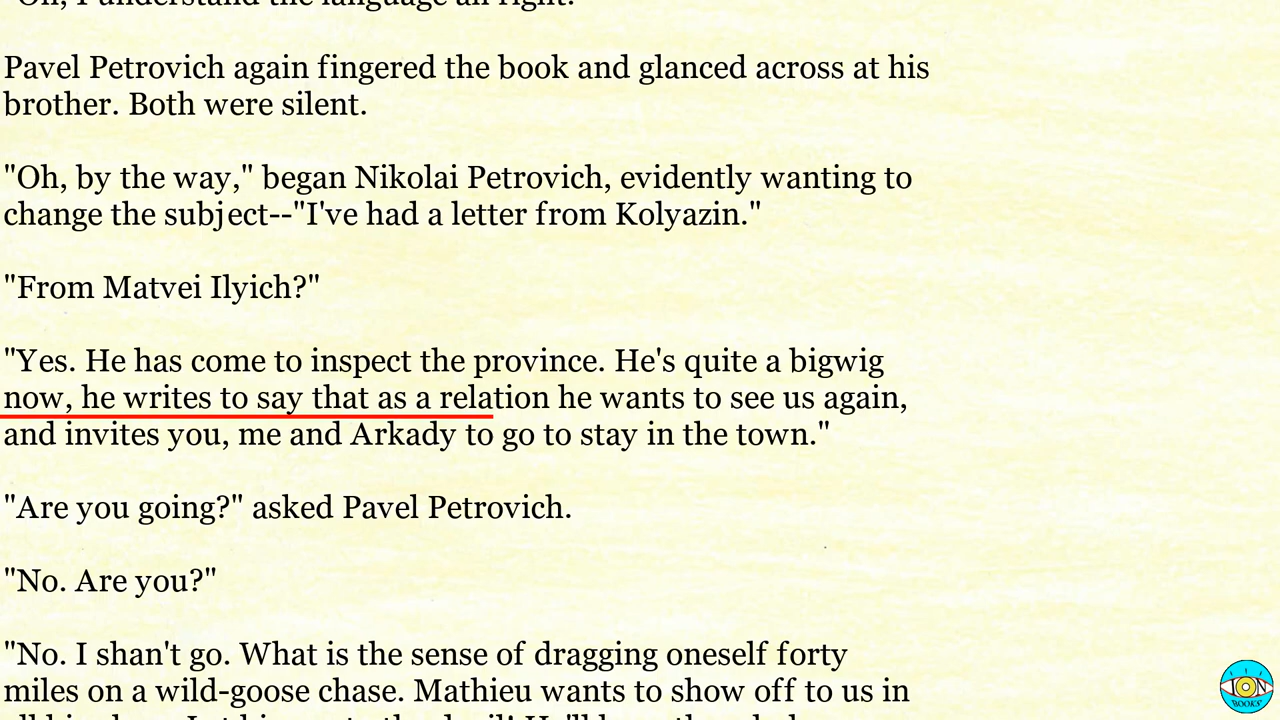 Pavel Petrovich again fingered the book and glanced across at his
brother. Both were silent.
"Oh, by the way," began Nikolai Petrovich, evidently wanting to
change the subject--"I've had a letter from Kolyazin."
"From Matvei Ilyich?"
"Yes. He has come to inspect the province. He's quite a bigwig
now, he writes to say that as a relation he wants to see us again,
and invites you, me and Arkady to go to stay in the town."
"Are you going?" asked Pavel Petrovich.
"No. Are you?"
"No. I shan't go. What is the sense of dragging oneself forty
miles on a wild-goose chase. Mathieu wants to show off to us in
ION
BOOKS